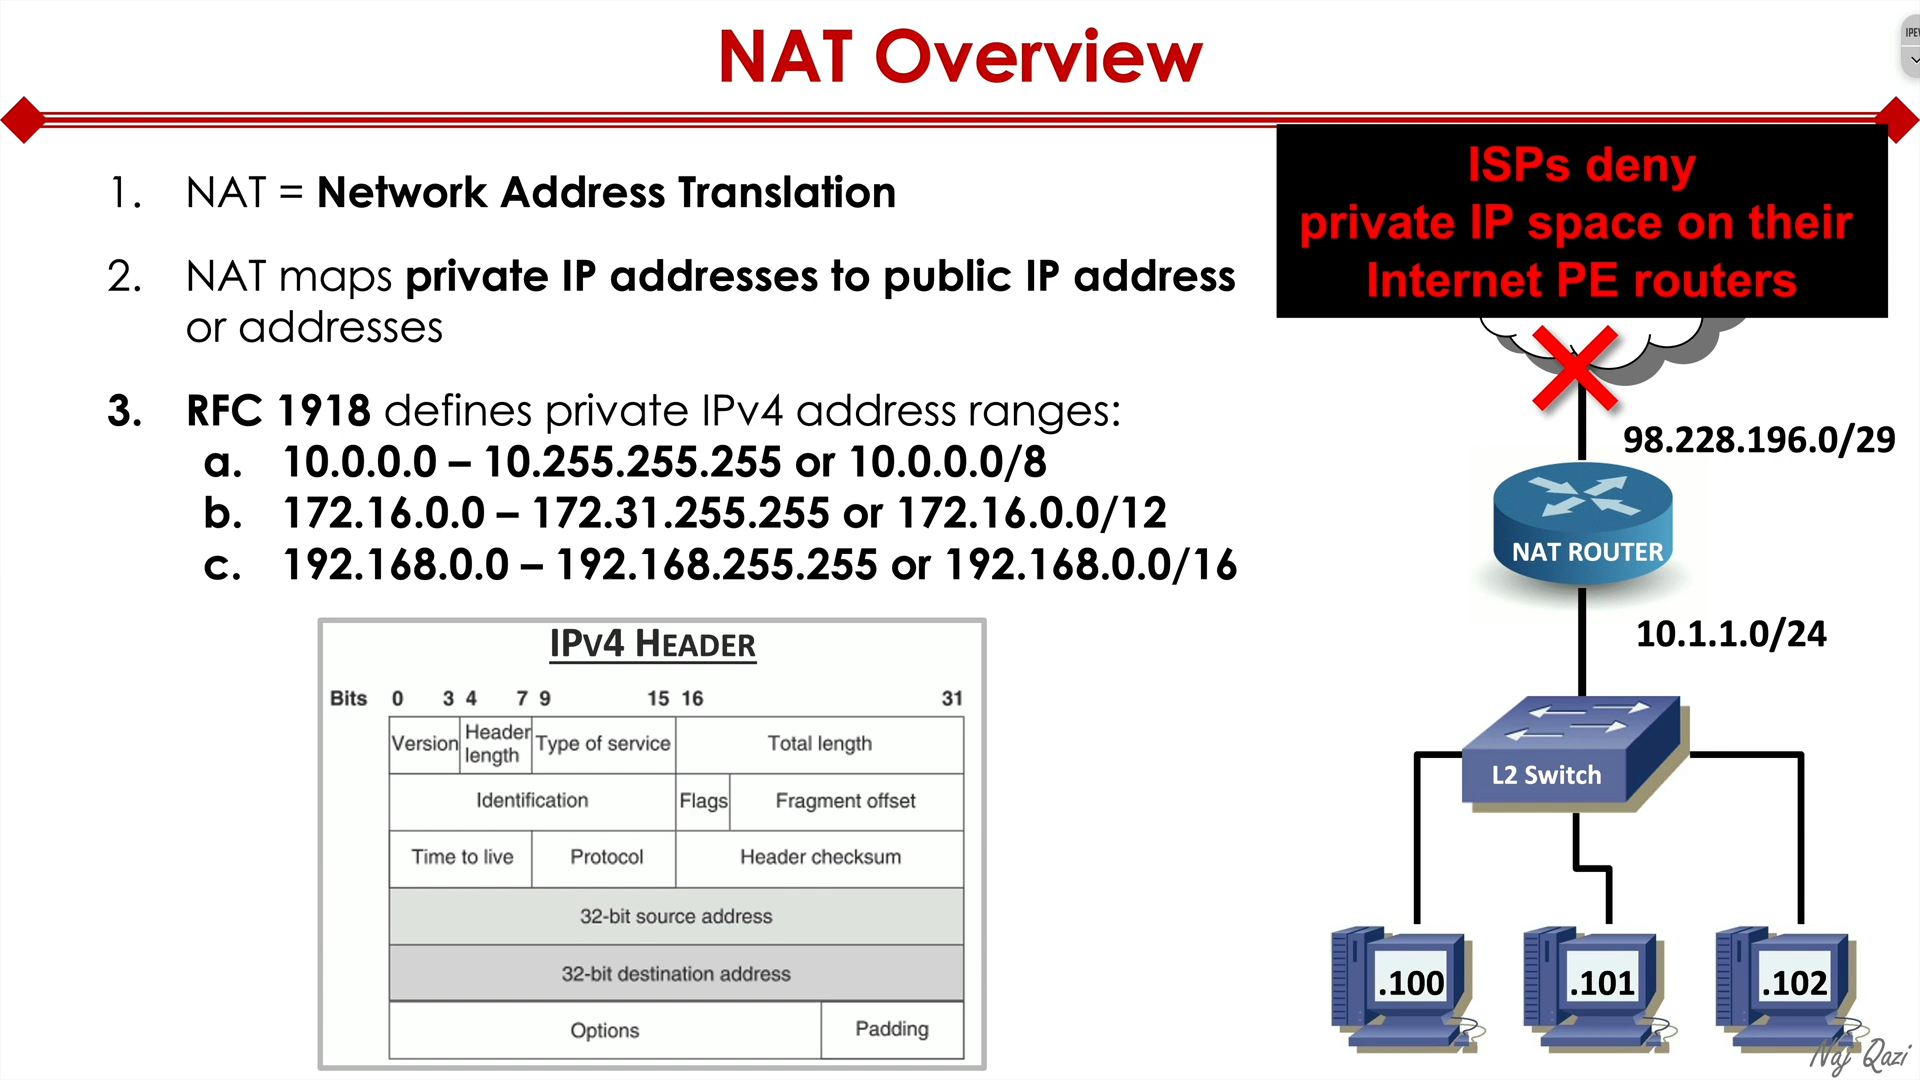 NAT Overview
1. NAT = Network Address Translation
2. NAT maps private IP addresses to public IP address
or addresses
3. RFC 1918 defines private IPv4 address ranges:
a. 10.0.0.0 – 10.255.255.255 or 10.0.0.0/8
b. 172.16.0.0 – 172.31.255.255 or 172.16.0.0/12
c. 192.168.0.0 – 192.168.255.255 or 192.168.0.0/16
IPV4 HEADER
Bits 0 3 4 7 9 15 16 31
Version Header length Type of service Total length
Identification Flags Fragment offset
Time to live Protocol Header checksum
32-bit source address
32-bit destination address
Options Padding
ISPs deny
private IP space on their
Internet PE routers
98.228.196.0/29
NAT ROUTER
10.1.1.0/24
L2 Switch
.100 .101 .102
Naj Qazi